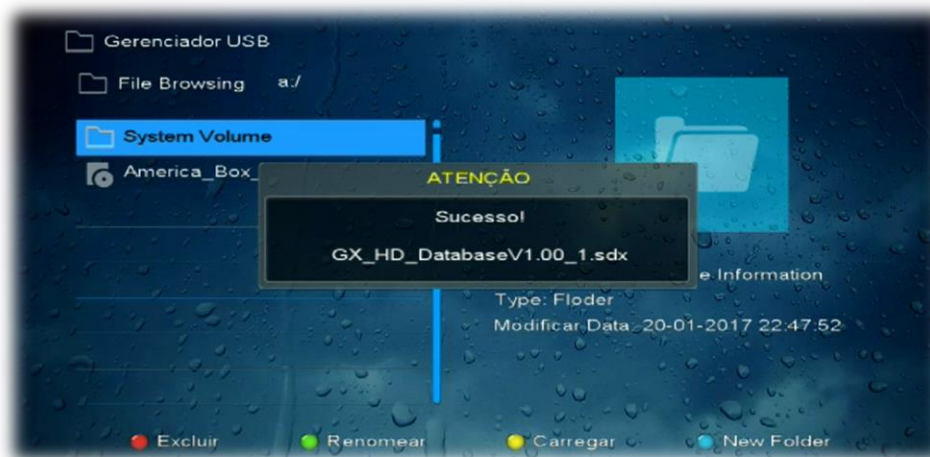 Gerenciador USB
File Browsing a:/
System Volume
America_Box_
ATENÇÃO
Sucesso!
GX_HD_DatabaseV1.00_1.sdx
e Information
Type: Floder
Modificar Data: 20-01-2017 22:47:52
Excluir Renomear Carregar New Folder